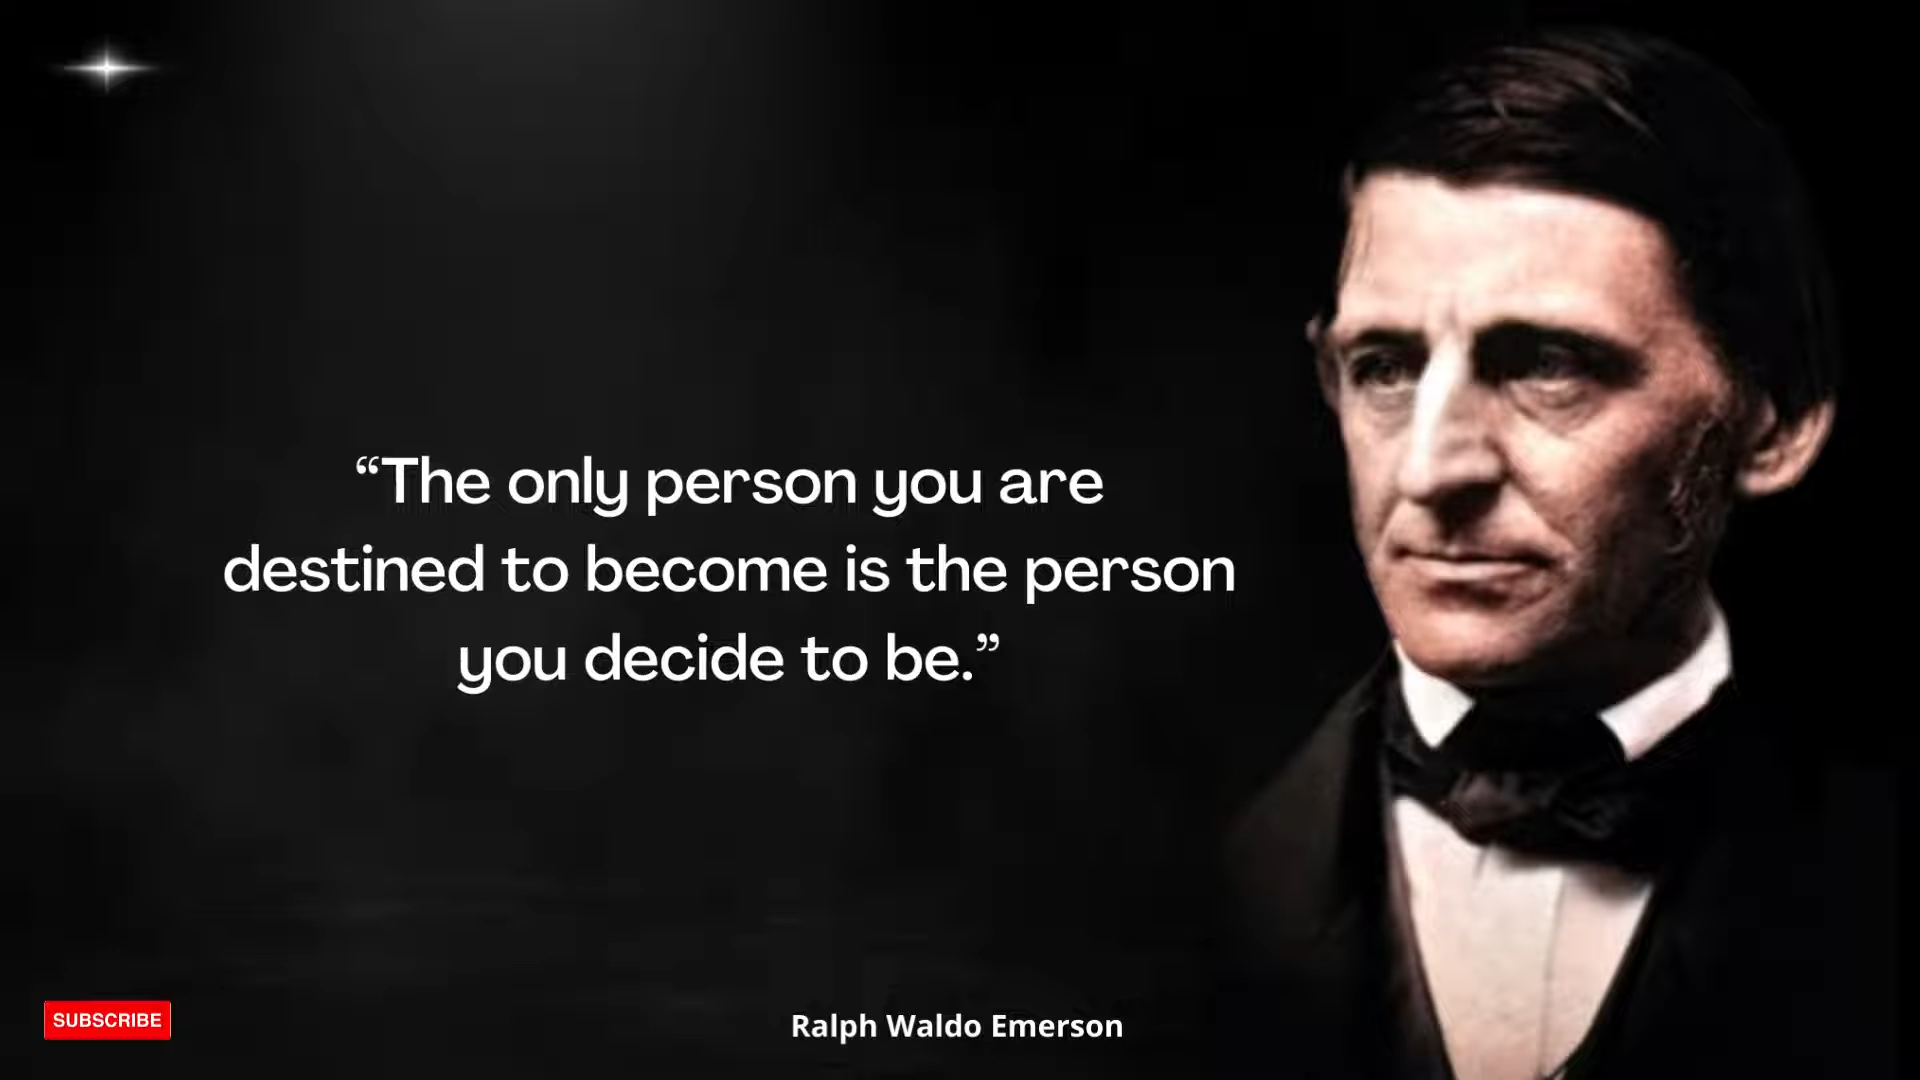 “The only person you are
destined to become is the person
you decide to be.”
SUBSCRIBE
Ralph Waldo Emerson